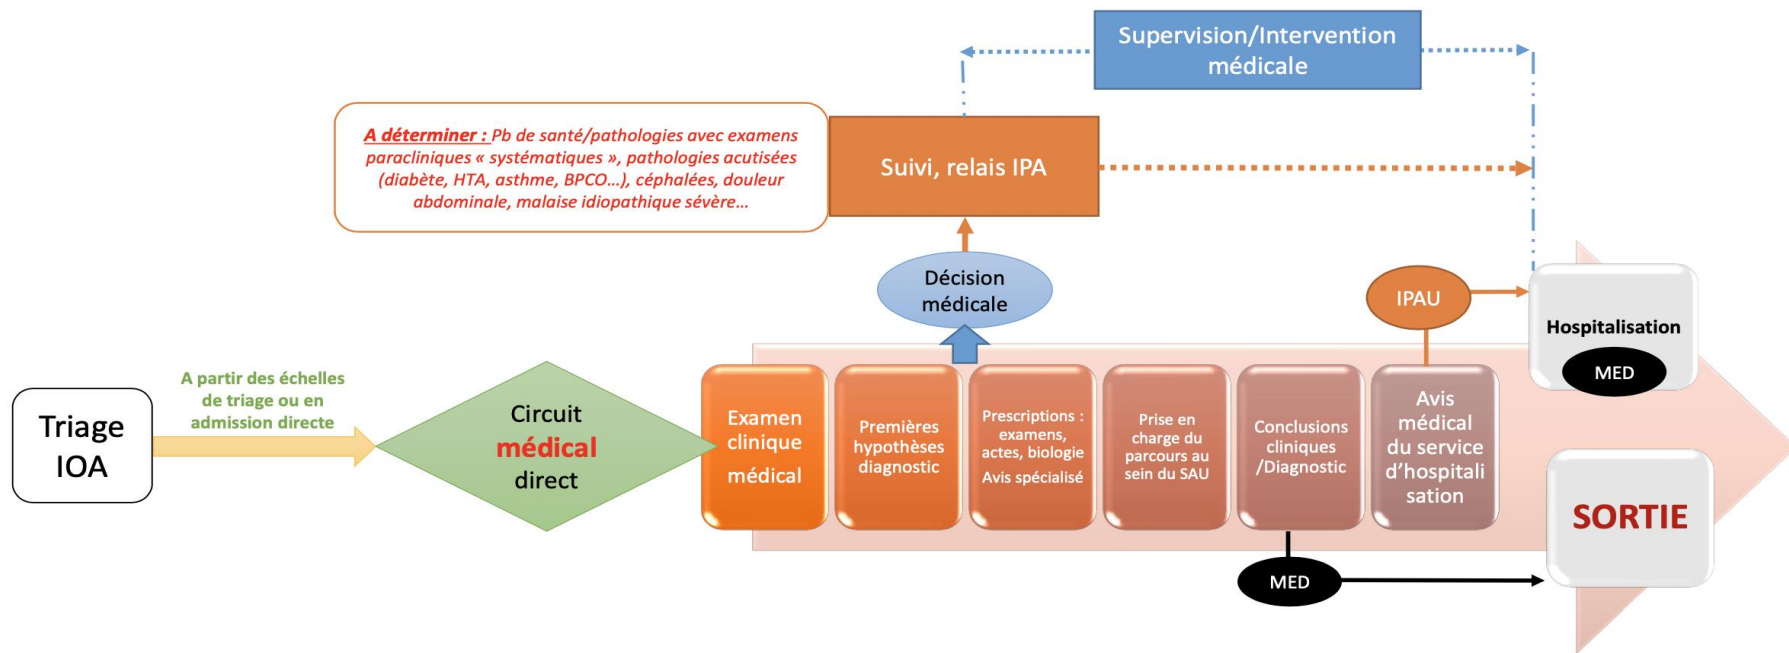 Supervision/Intervention
médicale
A déterminer : Pb de santé/pathologies avec examens
paracliniques « systématiques », pathologies acutisées
(diabète, HTA, asthme, BPCO…), céphalées, douleur
abdominale, malaise idiopathique sévère…
Suivi, relais IPA
Décision
médicale
IPAU
Hospitalisation
MED
A partir des échelles
de triage ou en
admission directe
Triage
IOA
Circuit
médical
direct
Examen
clinique
médical
Premières
hypothèses
diagnostic
Prescriptions :
examens,
actes, biologie
Avis spécialisé
Prise en
charge du
parcours au
sein du SAU
Conclusions
cliniques
/Diagnostic
Avis
médical
du service
d'hospitali
sation
SORTIE
MED